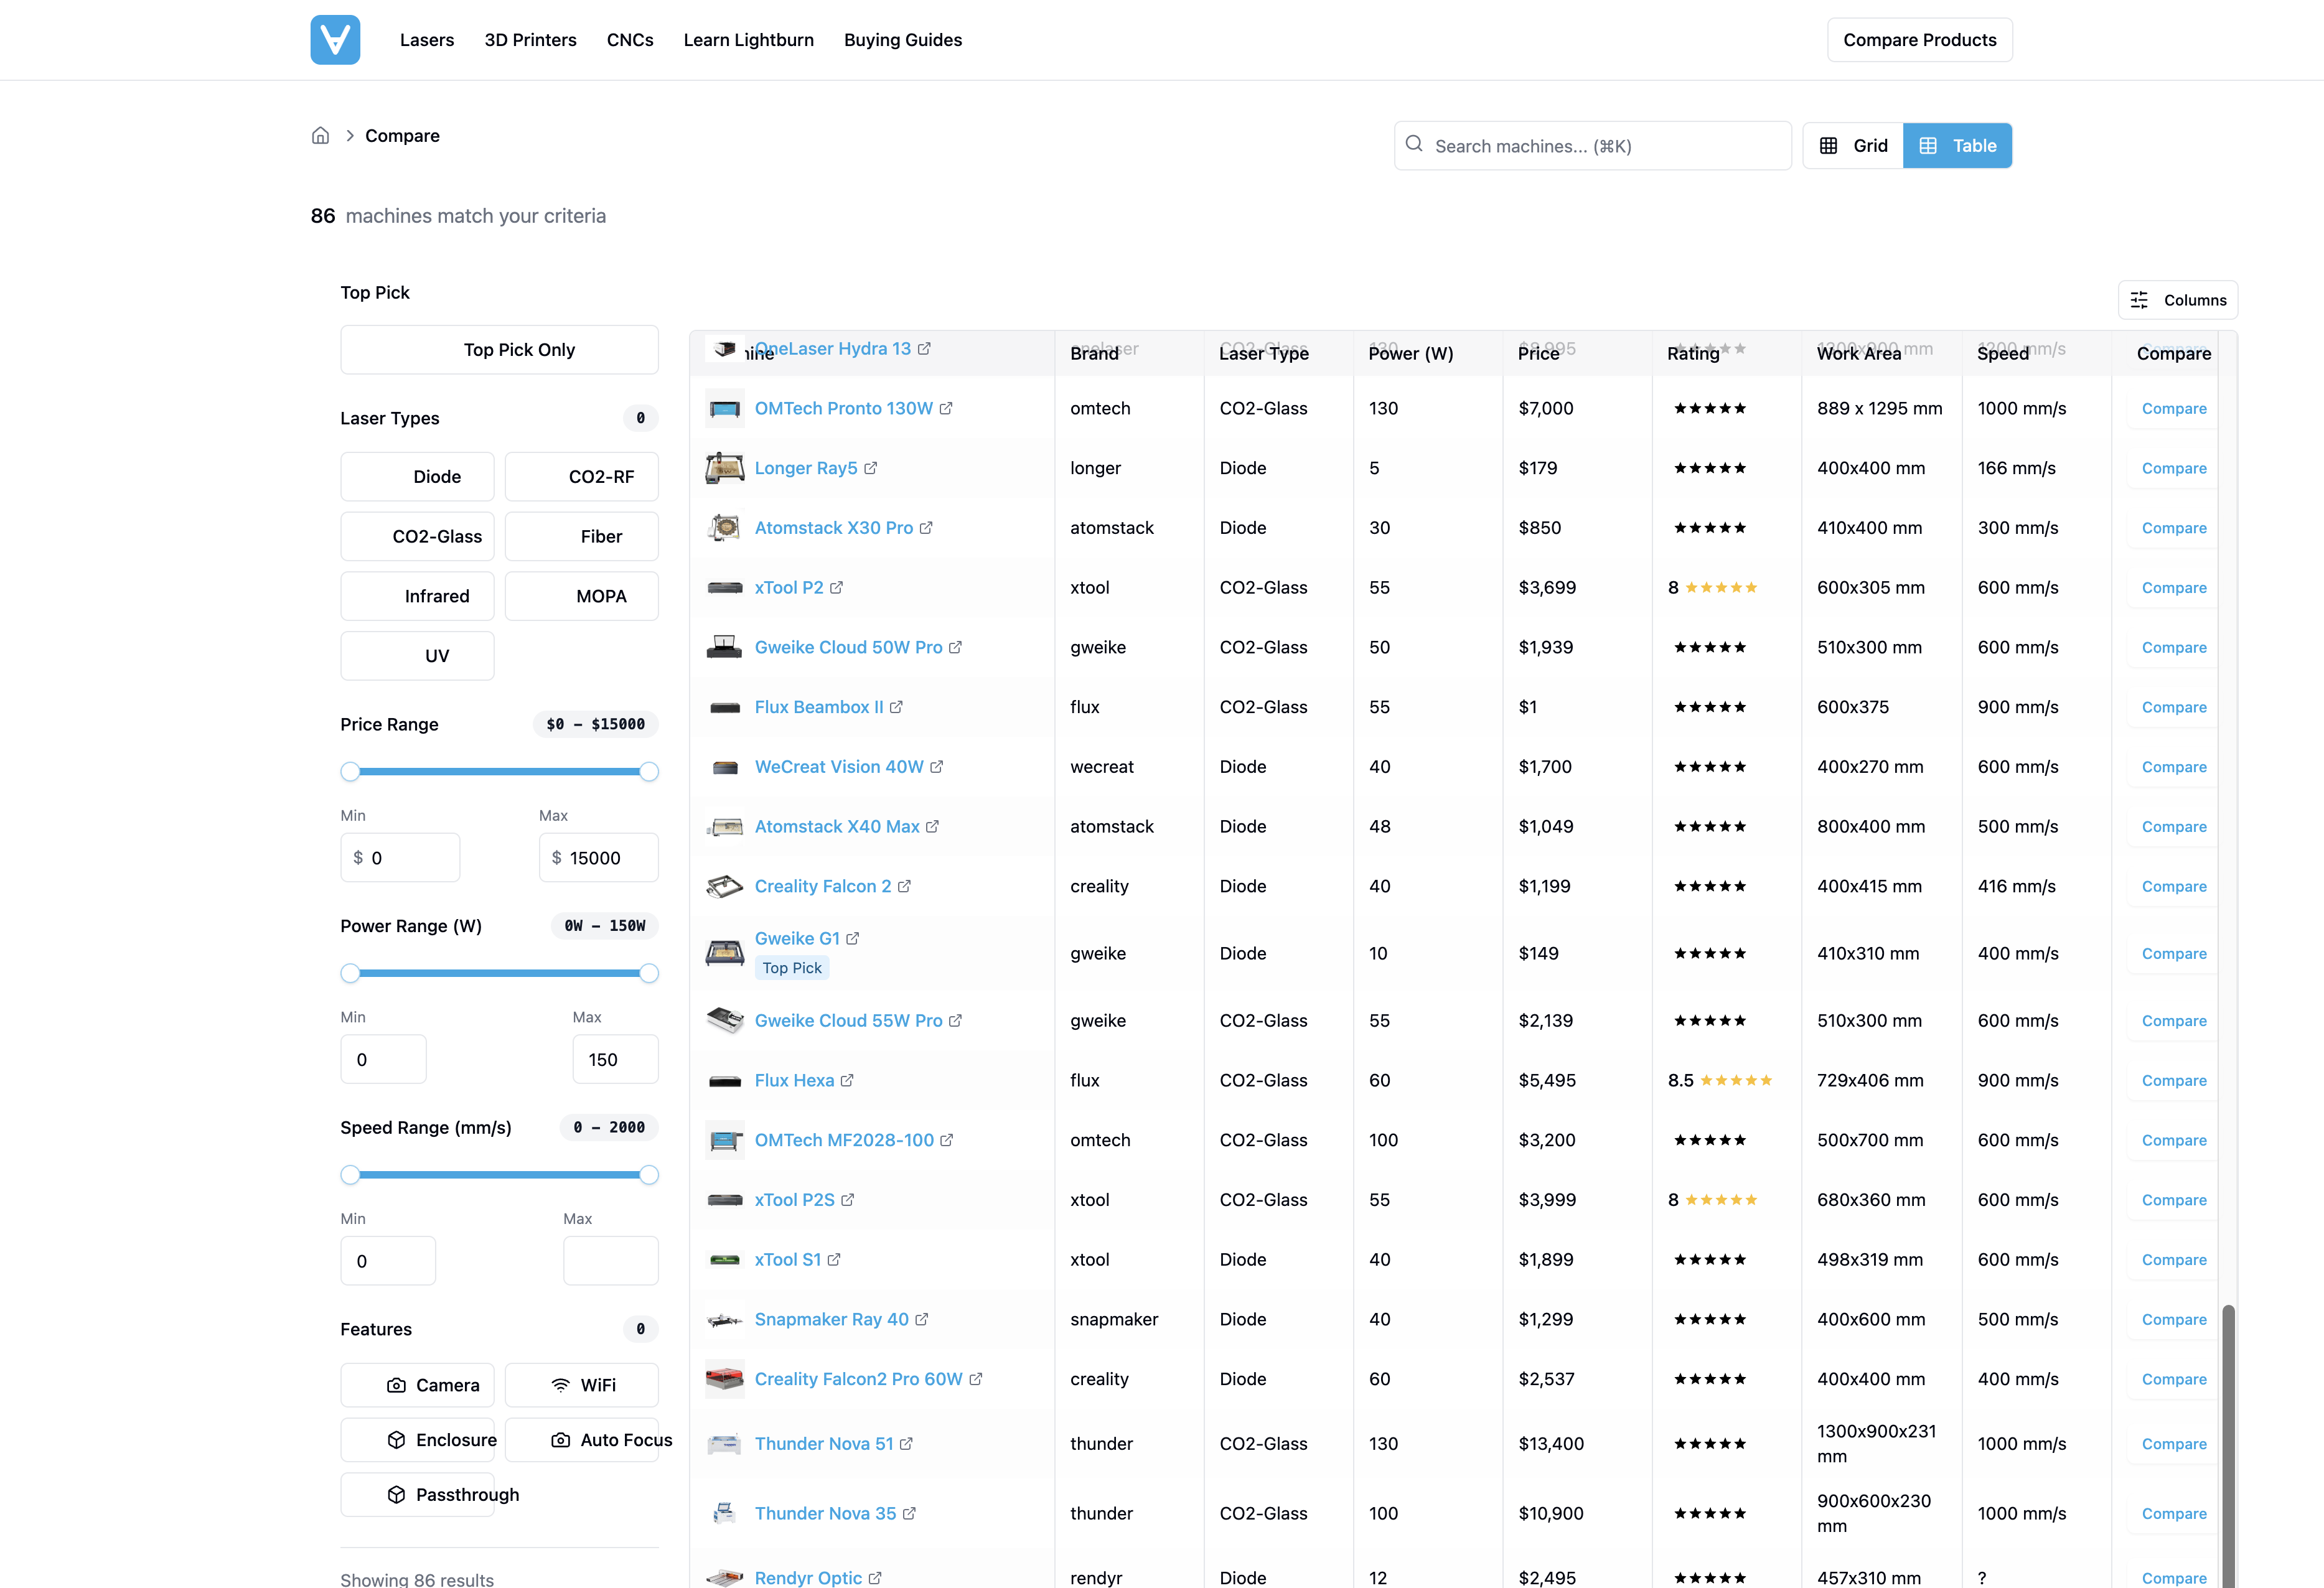 Lasers 3D Printers CNCs Learn Lightburn Buying Guides Compare Products
Compare
Search machines... (⌘K)
Grid Table
86 machines match your criteria
Top Pick
Top Pick Only
Laser Types 0
Diode CO2-RF
CO2-Glass Fiber
Infrared MOPA
UV
Price Range $0 – $15000
Min Max
$ 0 $ 15000
Power Range (W) 0W – 150W
Min Max
0 150
Speed Range (mm/s) 0 – 2000
Min Max
0
Features 0
Camera WiFi
Enclosure Auto Focus
Passthrough
Showing 86 results
Columns
Brand Laser Type Power (W) Price Rating Work Area Speed Compare
OneLaser Hydra 13 onelaser CO2-Glass 130 $8,995 ★★★★★ 1300x900 mm 1200 mm/s
OMTech Pronto 130W omtech CO2-Glass 130 $7,000 ★★★★★ 889 x 1295 mm 1000 mm/s Compare
Longer Ray5 longer Diode 5 $179 ★★★★★ 400x400 mm 166 mm/s Compare
Atomstack X30 Pro atomstack Diode 30 $850 ★★★★★ 410x400 mm 300 mm/s Compare
xTool P2 xtool CO2-Glass 55 $3,699 8 ★★★★★ 600x305 mm 600 mm/s Compare
Gweike Cloud 50W Pro gweike CO2-Glass 50 $1,939 ★★★★★ 510x300 mm 600 mm/s Compare
Flux Beambox II flux CO2-Glass 55 $1 ★★★★★ 600x375 900 mm/s Compare
WeCreat Vision 40W wecreat Diode 40 $1,700 ★★★★★ 400x270 mm 600 mm/s Compare
Atomstack X40 Max atomstack Diode 48 $1,049 ★★★★★ 800x400 mm 500 mm/s Compare
Creality Falcon 2 creality Diode 40 $1,199 ★★★★★ 400x415 mm 416 mm/s Compare
Gweike G1 gweike Diode 10 $149 ★★★★★ 410x310 mm 400 mm/s Compare
Top Pick
Gweike Cloud 55W Pro gweike CO2-Glass 55 $2,139 ★★★★★ 510x300 mm 600 mm/s Compare
Flux Hexa flux CO2-Glass 60 $5,495 8.5 ★★★★★ 729x406 mm 900 mm/s Compare
OMTech MF2028-100 omtech CO2-Glass 100 $3,200 ★★★★★ 500x700 mm 600 mm/s Compare
xTool P2S xtool CO2-Glass 55 $3,999 8 ★★★★★ 680x360 mm 600 mm/s Compare
xTool S1 xtool Diode 40 $1,899 ★★★★★ 498x319 mm 600 mm/s Compare
Snapmaker Ray 40 snapmaker Diode 40 $1,299 ★★★★★ 400x600 mm 500 mm/s Compare
Creality Falcon2 Pro 60W creality Diode 60 $2,537 ★★★★★ 400x400 mm 400 mm/s Compare
Thunder Nova 51 thunder CO2-Glass 130 $13,400 ★★★★★ 1300x900x231 mm 1000 mm/s Compare
Thunder Nova 35 thunder CO2-Glass 100 $10,900 ★★★★★ 900x600x230 mm 1000 mm/s Compare
Rendyr Optic rendyr Diode 12 $2,495 ★★★★★ 457x310 mm ? Compare